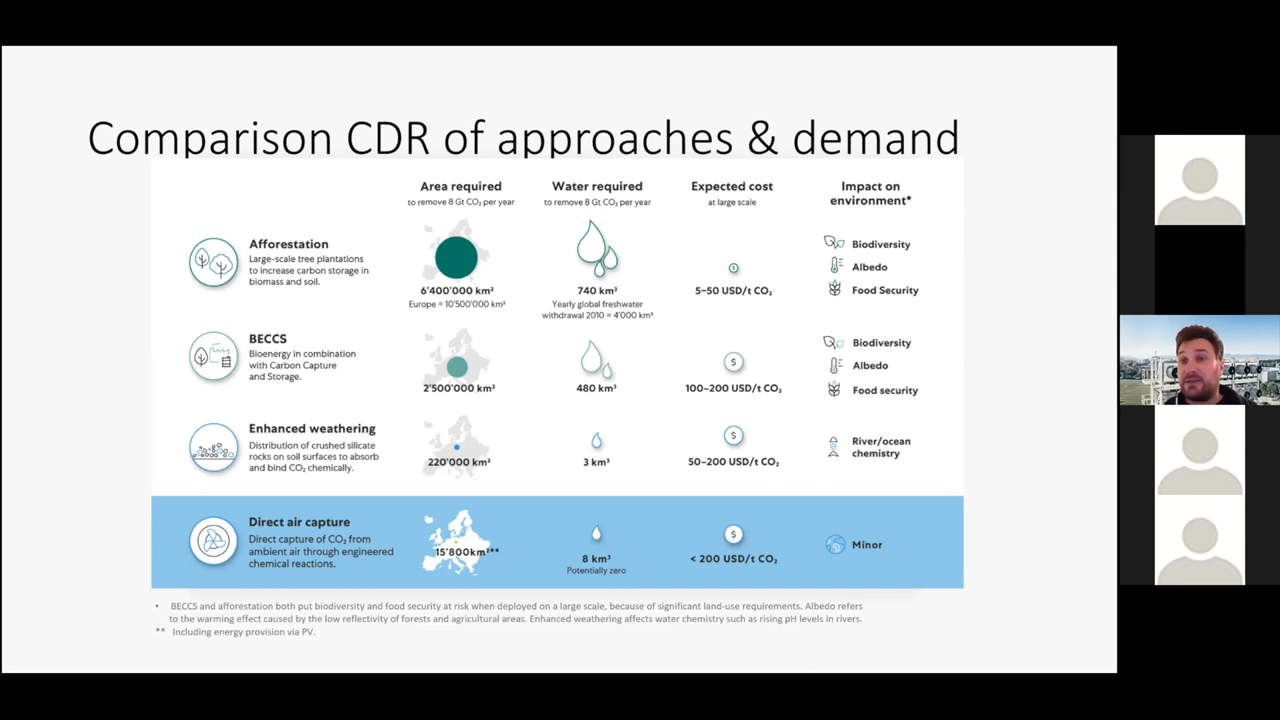 Comparison CDR of approaches & demand
Area required
to remove 8 Gt CO₂ per year
Water required
to remove 8 Gt CO₂ per year
Expected cost
at large scale
Impact on
environment*
Afforestation
Large-scale tree plantations
to increase carbon storage in
biomass and soil.
6'400'000 km²
Europe = 10'500'000 km²
740 km³
Yearly global freshwater
withdrawal 2010 = 4'000 km³
5–50 USD/t CO₂
Biodiversity
Albedo
Food Security
BECCS
Bioenergy in combination
with Carbon Capture
and Storage.
2'500'000 km²
480 km³
100–200 USD/t CO₂
Biodiversity
Albedo
Food security
Enhanced weathering
Distribution of crushed silicate
rocks on soil surfaces to absorb
and bind CO₂ chemically.
220'000 km²
3 km³
50–200 USD/t CO₂
River/ocean
chemistry
Direct air capture
Direct capture of CO₂ from
ambient air through engineered
chemical reactions.
15'800km²**
8 km³
Potentially zero
< 200 USD/t CO₂
Minor
• BECCS and afforestation both put biodiversity and food security at risk when deployed on a large scale, because of significant land-use requirements. Albedo refers
to the warming effect caused by the low reflectivity of forests and agricultural areas. Enhanced weathering affects water chemistry such as rising pH levels in rivers.
** Including energy provision via PV.